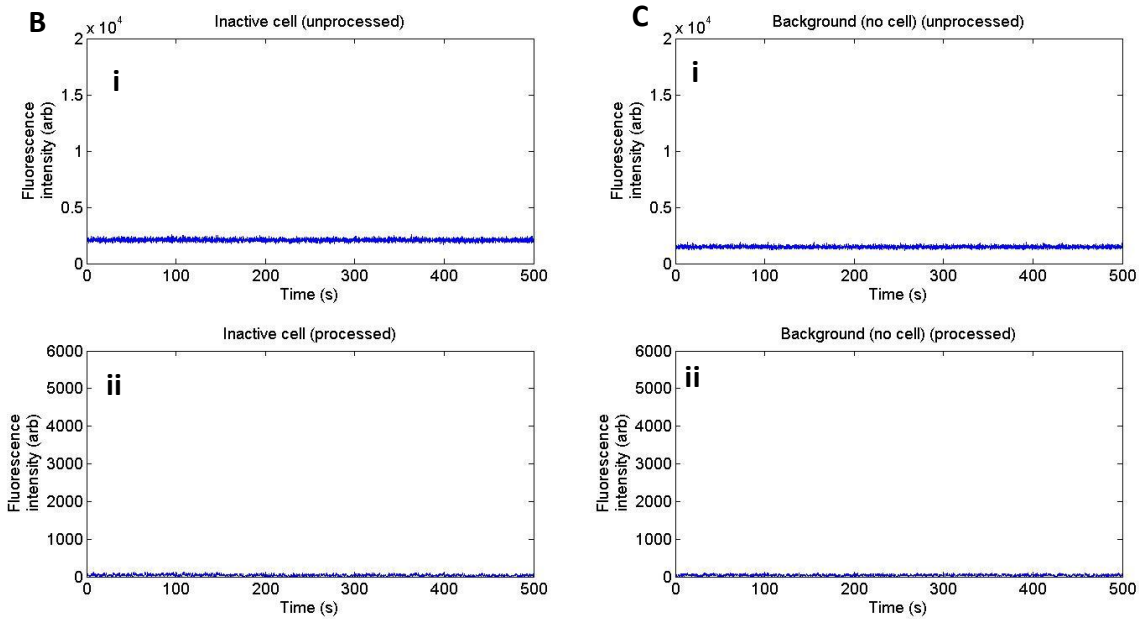 B
Inactive cell (unprocessed)
2 x 10^4
1.5
1
0.5
0
Fluorescence
intensity (arb)
i
0 100 200 300 400 500
Time (s)
C
Background (no cell) (unprocessed)
2 x 10^4
1.5
1
0.5
0
Fluorescence
intensity (arb)
i
0 100 200 300 400 500
Time (s)
Inactive cell (processed)
6000
5000
4000
3000
2000
1000
0
Fluorescence
intensity (arb)
ii
0 100 200 300 400 500
Time (s)
Background (no cell) (processed)
6000
5000
4000
3000
2000
1000
0
Fluorescence
intensity (arb)
ii
0 100 200 300 400 500
Time (s)